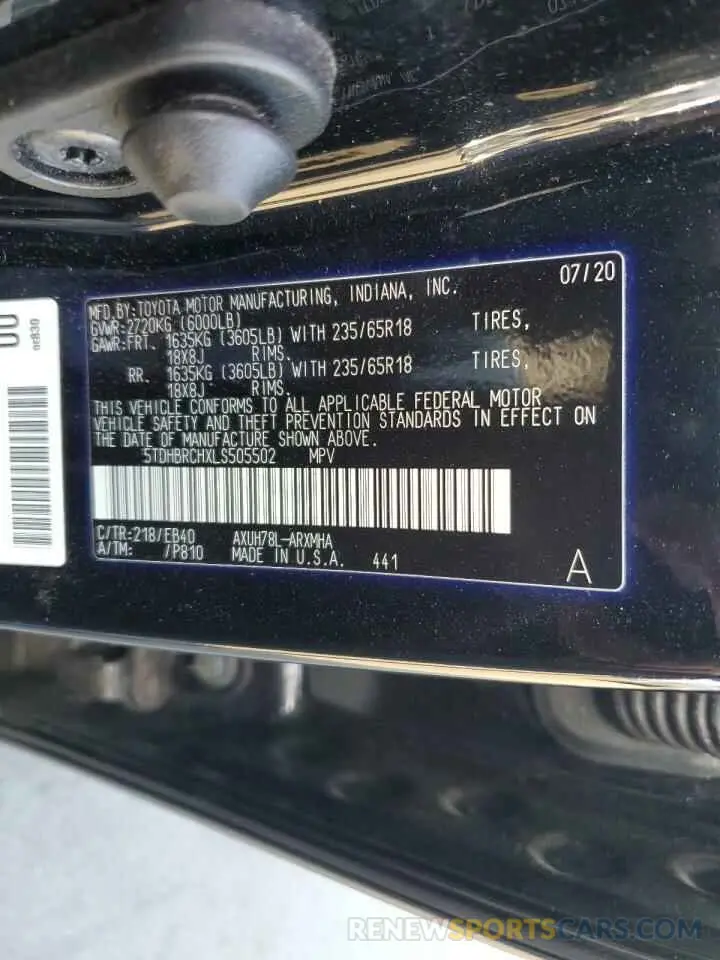 07/20
MFD.BY:TOYOTA MOTOR MANUFACTURING, INDIANA, INC.
GVWR:2720KG (6000LB)
GAWR:FRT. 1635KG (3605LB) WITH 235/65R18 TIRES,
18X8J RIMS.
RR. 1635KG (3605LB) WITH 235/65R18 TIRES,
18X8J RIMS.
THIS VEHICLE CONFORMS TO ALL APPLICABLE FEDERAL MOTOR
VEHICLE SAFETY AND THEFT PREVENTION STANDARDS IN EFFECT ON
THE DATE OF MANUFACTURE SHOWN ABOVE.
5TDHBRCHXLS505502 MPV
C/TR:218/EB40 AXUH78L-ARXMHA
A/TM: /P810 MADE IN U.S.A. 441
A
RENEWSPORTSCARS.COM